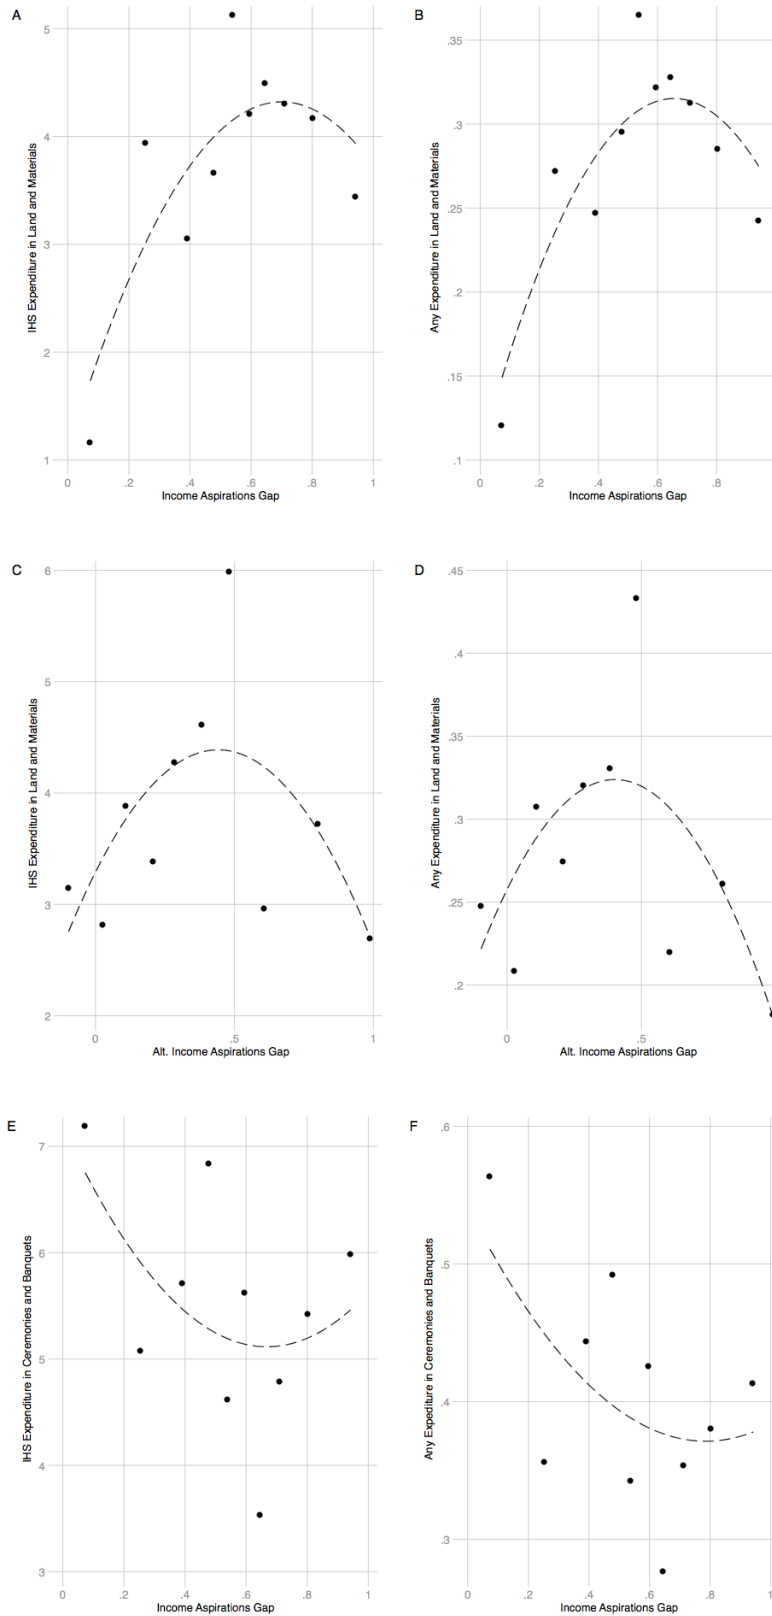 A
IHS Expenditure in Land and Materials
5
4
3
2
1
0 .2 .4 .6 .8 1
Income Aspirations Gap
B
Any Expenditure in Land and Materials
.35
.3
.25
.2
.15
.1
0 .2 .4 .6 .8
Income Aspirations Gap
C
IHS Expenditure in Land and Materials
6
5
4
3
2
0 .5 1
Alt. Income Aspirations Gap
D
Any Expenditure in Land and Materials
.45
.4
.35
.3
.25
.2
0 .5
Alt. Income Aspirations Gap
E
IHS Expenditure in Ceremonies and Banquets
7
6
5
4
3
0 .2 .4 .6 .8 1
Income Aspirations Gap
F
Any Expediture in Ceremonies and Banquets
.6
.5
.4
.3
0 .2 .4 .6 .8 1
Income Aspirations Gap